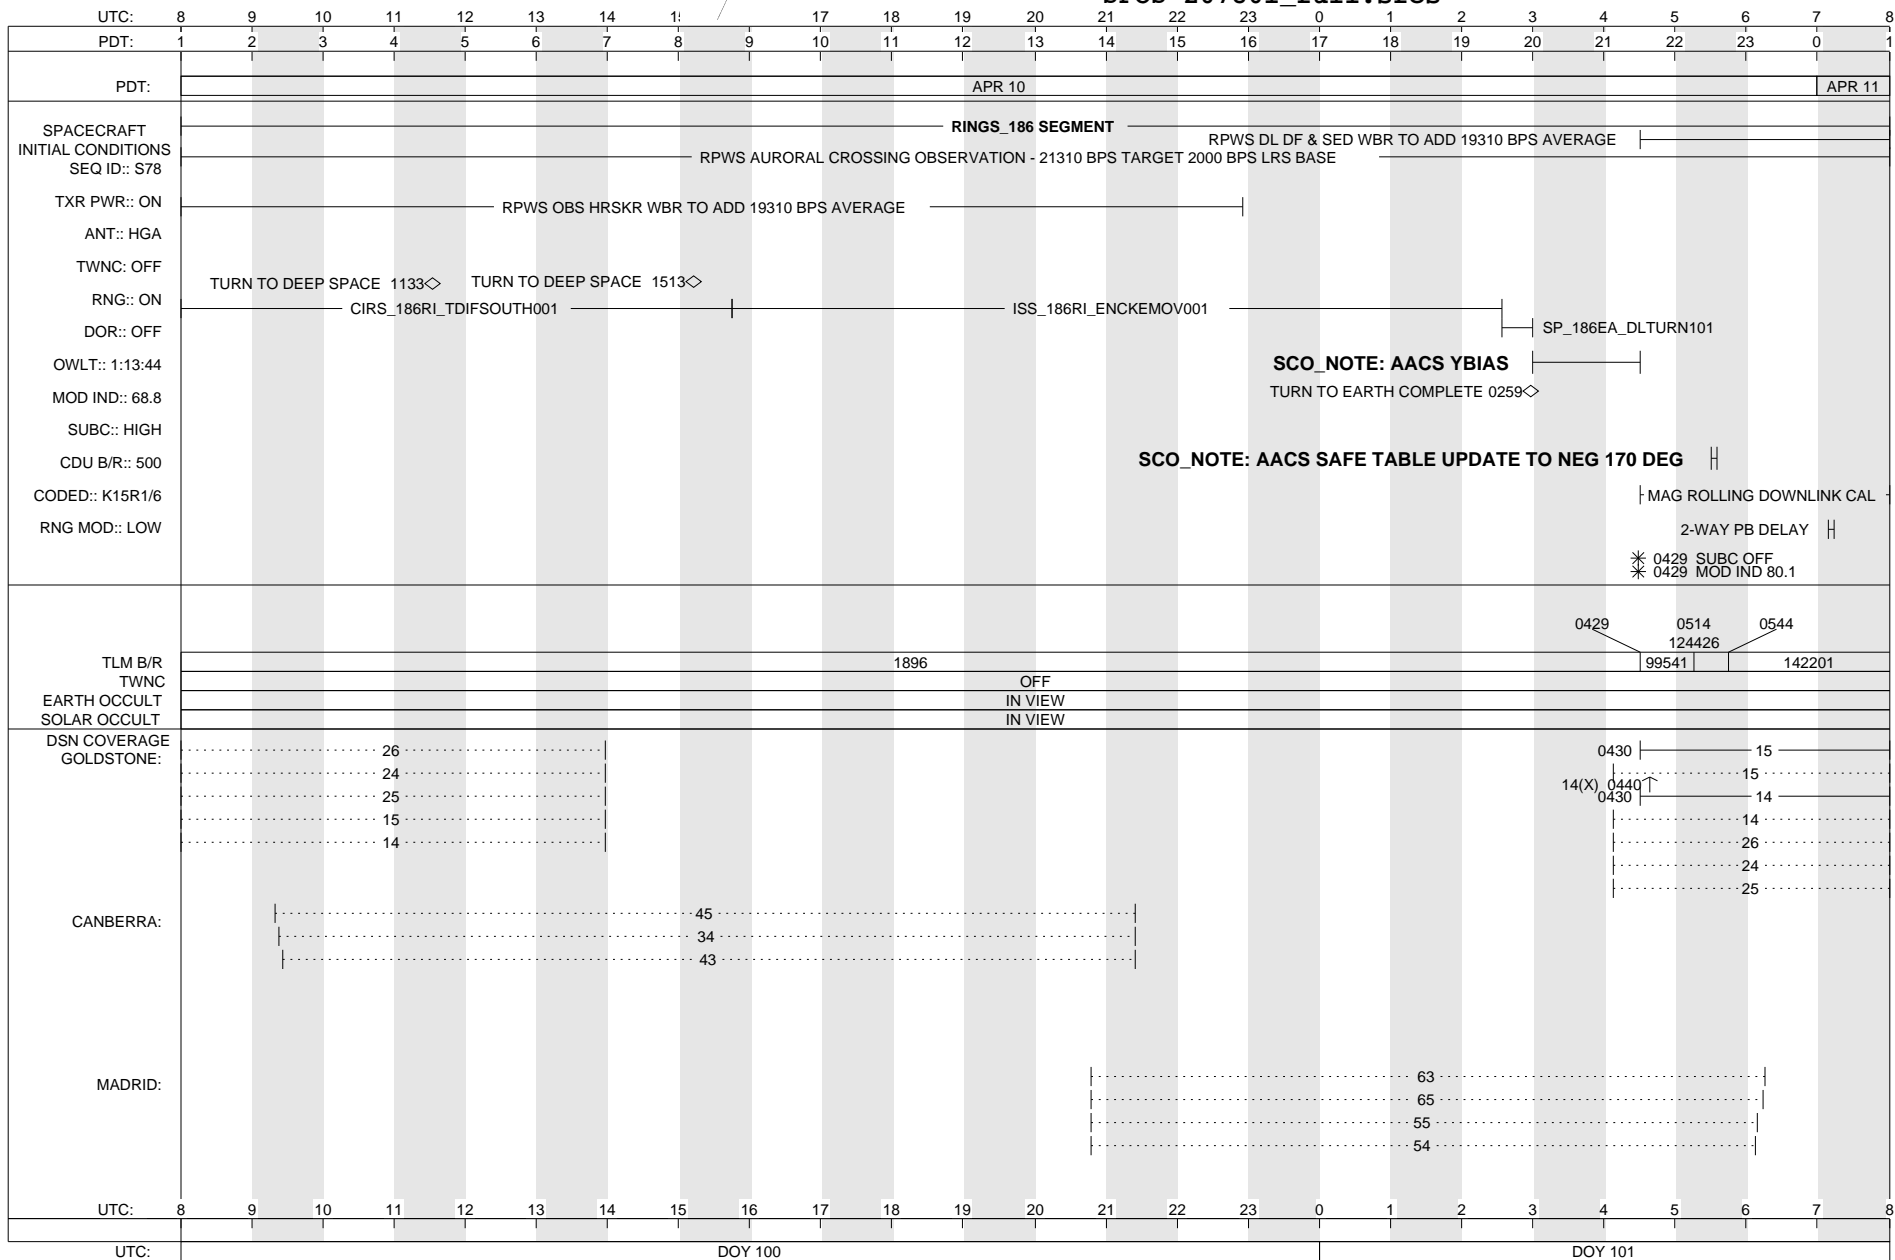 UTC: 8 9 10 11 12 13 14 17 18 19 20 21 22 23 0 1 2 3 4 5 6 7 8
PDT: 1 2 3 4 5 6 7 8 9 10 11 12 13 14 15 16 17 18 19 20 21 22 23 0 1
PDT: APR 10 APR 11
SPACECRAFT
INITIAL CONDITIONS
SEQ ID:: S78
TXR PWR:: ON
ANT:: HGA
TWNC: OFF
RNG:: ON
DOR:: OFF
OWLT:: 1:13:44
MOD IND:: 68.8
SUBC:: HIGH
CDU B/R:: 500
CODED:: K15R1/6
RNG MOD:: LOW
RINGS_186 SEGMENT
RPWS DL DF & SED WBR TO ADD 19310 BPS AVERAGE
RPWS AURORAL CROSSING OBSERVATION - 21310 BPS TARGET 2000 BPS LRS BASE
RPWS OBS HRSKR WBR TO ADD 19310 BPS AVERAGE
TURN TO DEEP SPACE 1133
TURN TO DEEP SPACE 1513
CIRS_186RI_TDIFSOUTH001
ISS_186RI_ENCKEMOV001
SP_186EA_DLTURN101
SCO_NOTE: AACS YBIAS
TURN TO EARTH COMPLETE 0259
SCO_NOTE: AACS SAFE TABLE UPDATE TO NEG 170 DEG
MAG ROLLING DOWNLINK CAL
2-WAY PB DELAY
0429 SUBC OFF
0429 MOD IND 80.1
0429 0514 0544
124426
TLM B/R 1896 99541 142201
TWNC OFF
EARTH OCCULT IN VIEW
SOLAR OCCULT IN VIEW
DSN COVERAGE
GOLDSTONE:
26 0430 15
24 15
14(X) 0440
25 0430 14
15 14
14 26
24
25
CANBERRA:
45
34
43
MADRID:
63
65
55
54
UTC: 8 9 10 11 12 13 14 15 16 17 18 19 20 21 22 23 0 1 2 3 4 5 6 7 8
UTC: DOY 100 DOY 101